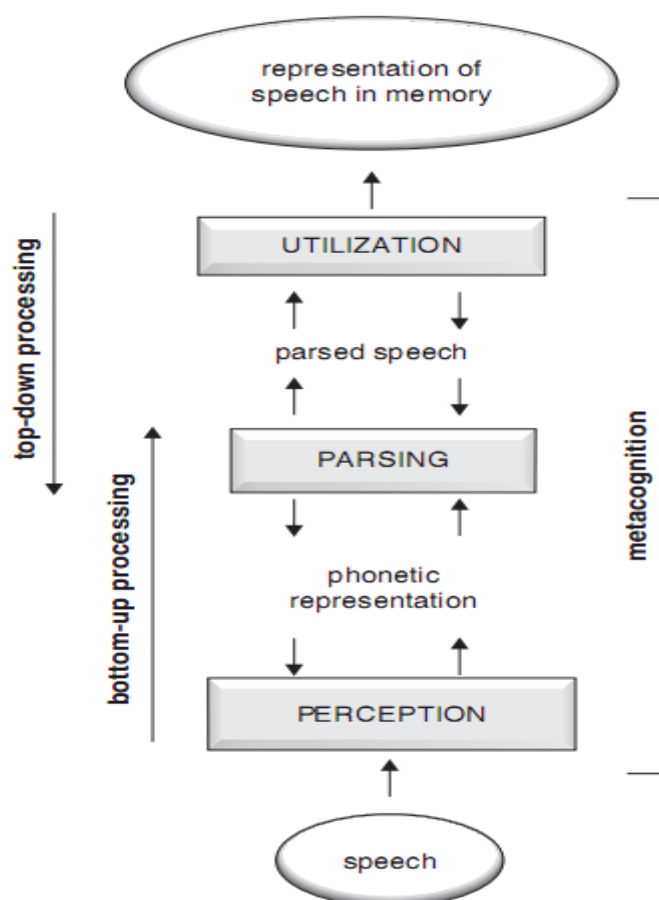 representation of
speech in memory
UTILIZATION
parsed speech
PARSING
phonetic
representation
PERCEPTION
speech
top-down processing
bottom-up processing
metacognition